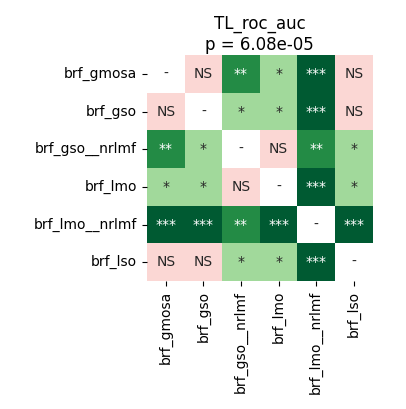 TL_roc_auc
p = 6.08e-05
brf_gmosa - NS ** * *** NS
brf_gso NS - * * *** NS
brf_gso__nrlmf ** * - NS ** *
brf_lmo * * NS - *** *
brf_lmo__nrlmf *** *** ** *** - ***
brf_lso NS NS * * *** -
brf_gmosa brf_gso brf_gso__nrlmf brf_lmo brf_lmo__nrlmf brf_lso